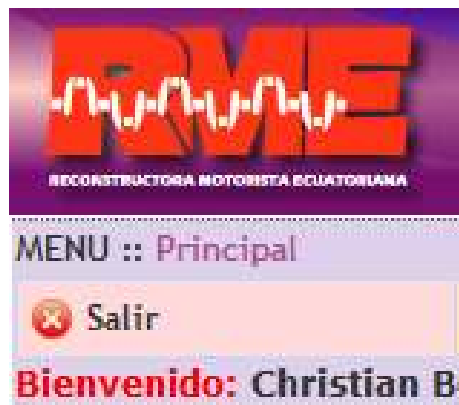 RME
RECONSTRUCTORA MOTORISTA ECUATORIANA
MENU :: Principal
Salir
Bienvenido: Christian B